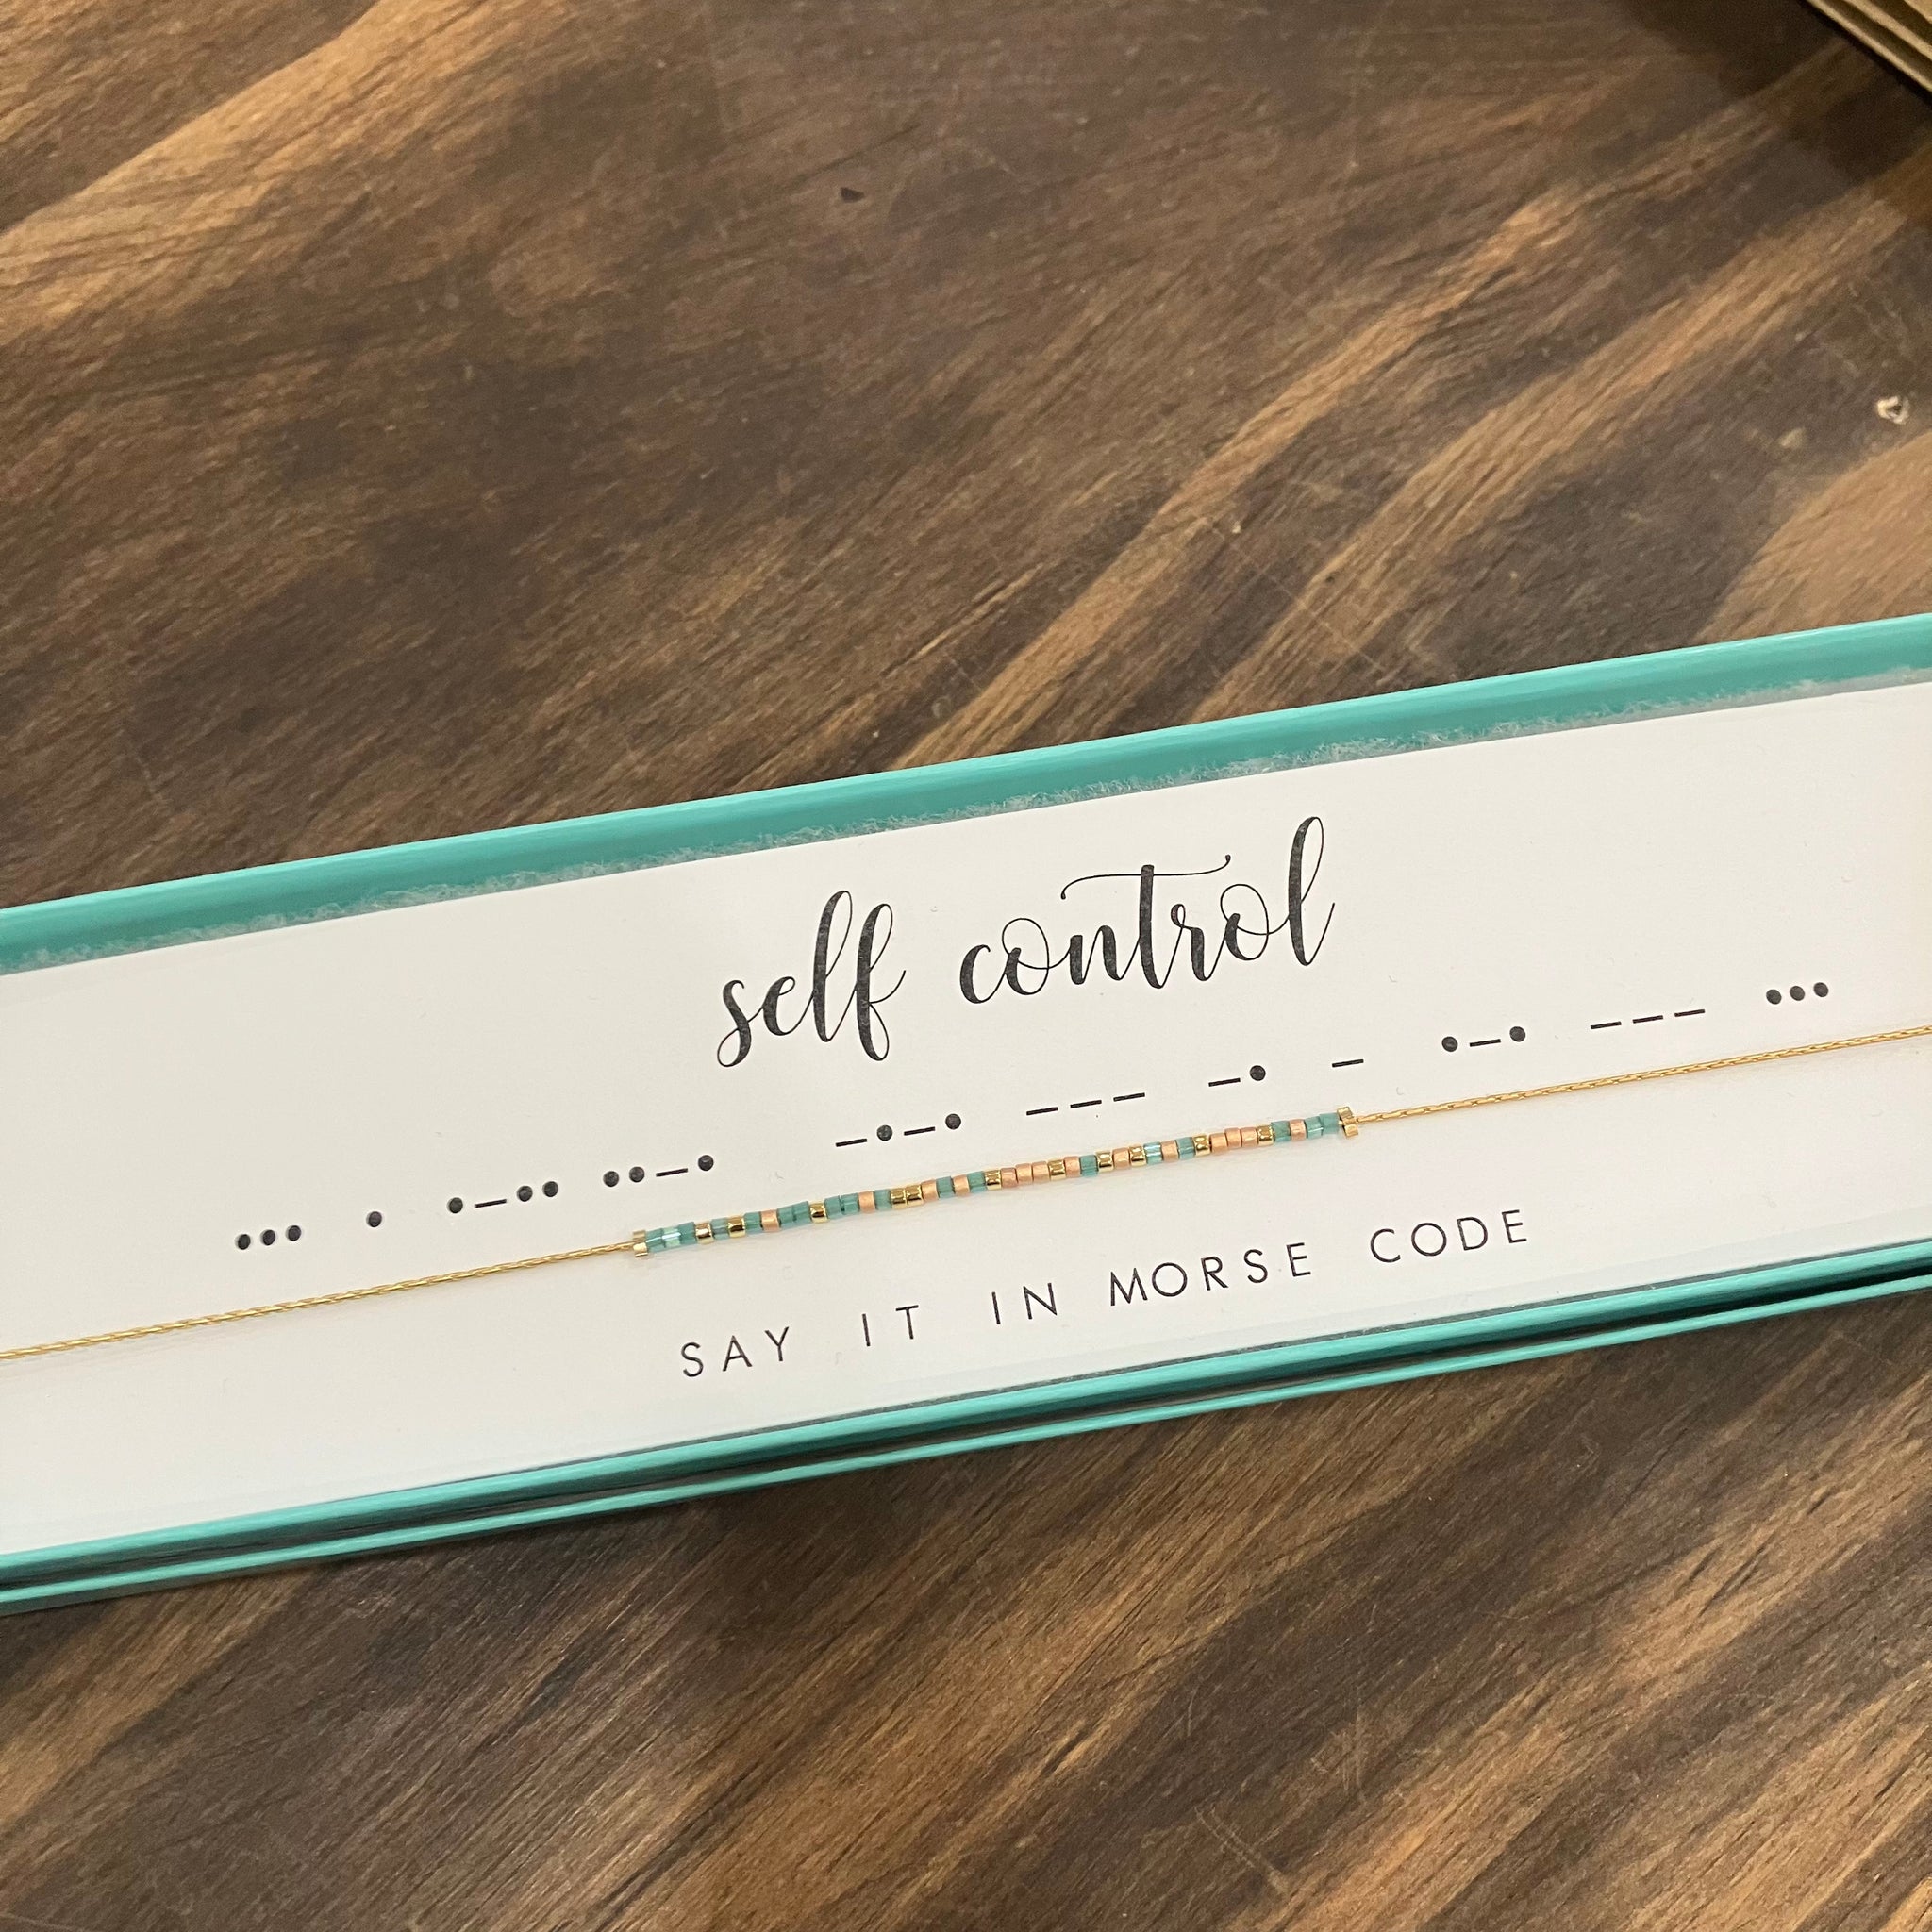 self control
••• • •–•• ••–• –•–• ––– –• – •–• ––– •••
SAY IT IN MORSE CODE